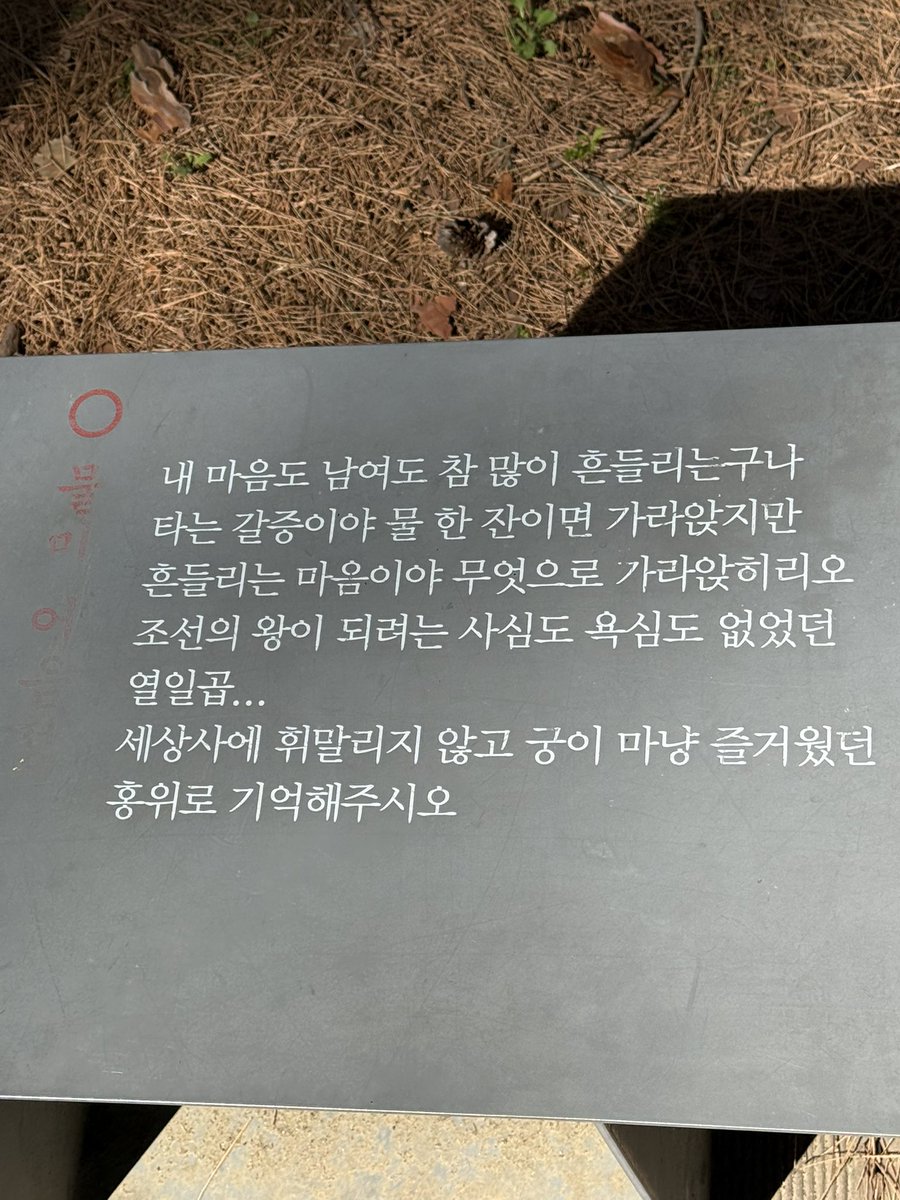 내 마음도 남여도 참 많이 흔들리는구나
타는 갈증이야 물 한 잔이면 가라앉지만
흔들리는 마음이야 무엇으로 가라앉히리오
조선의 왕이 되려는 사심도 욕심도 없었던
열일곱...
세상사에 휘말리지 않고 궁이 마냥 즐거웠던
홍위로 기억해주시오